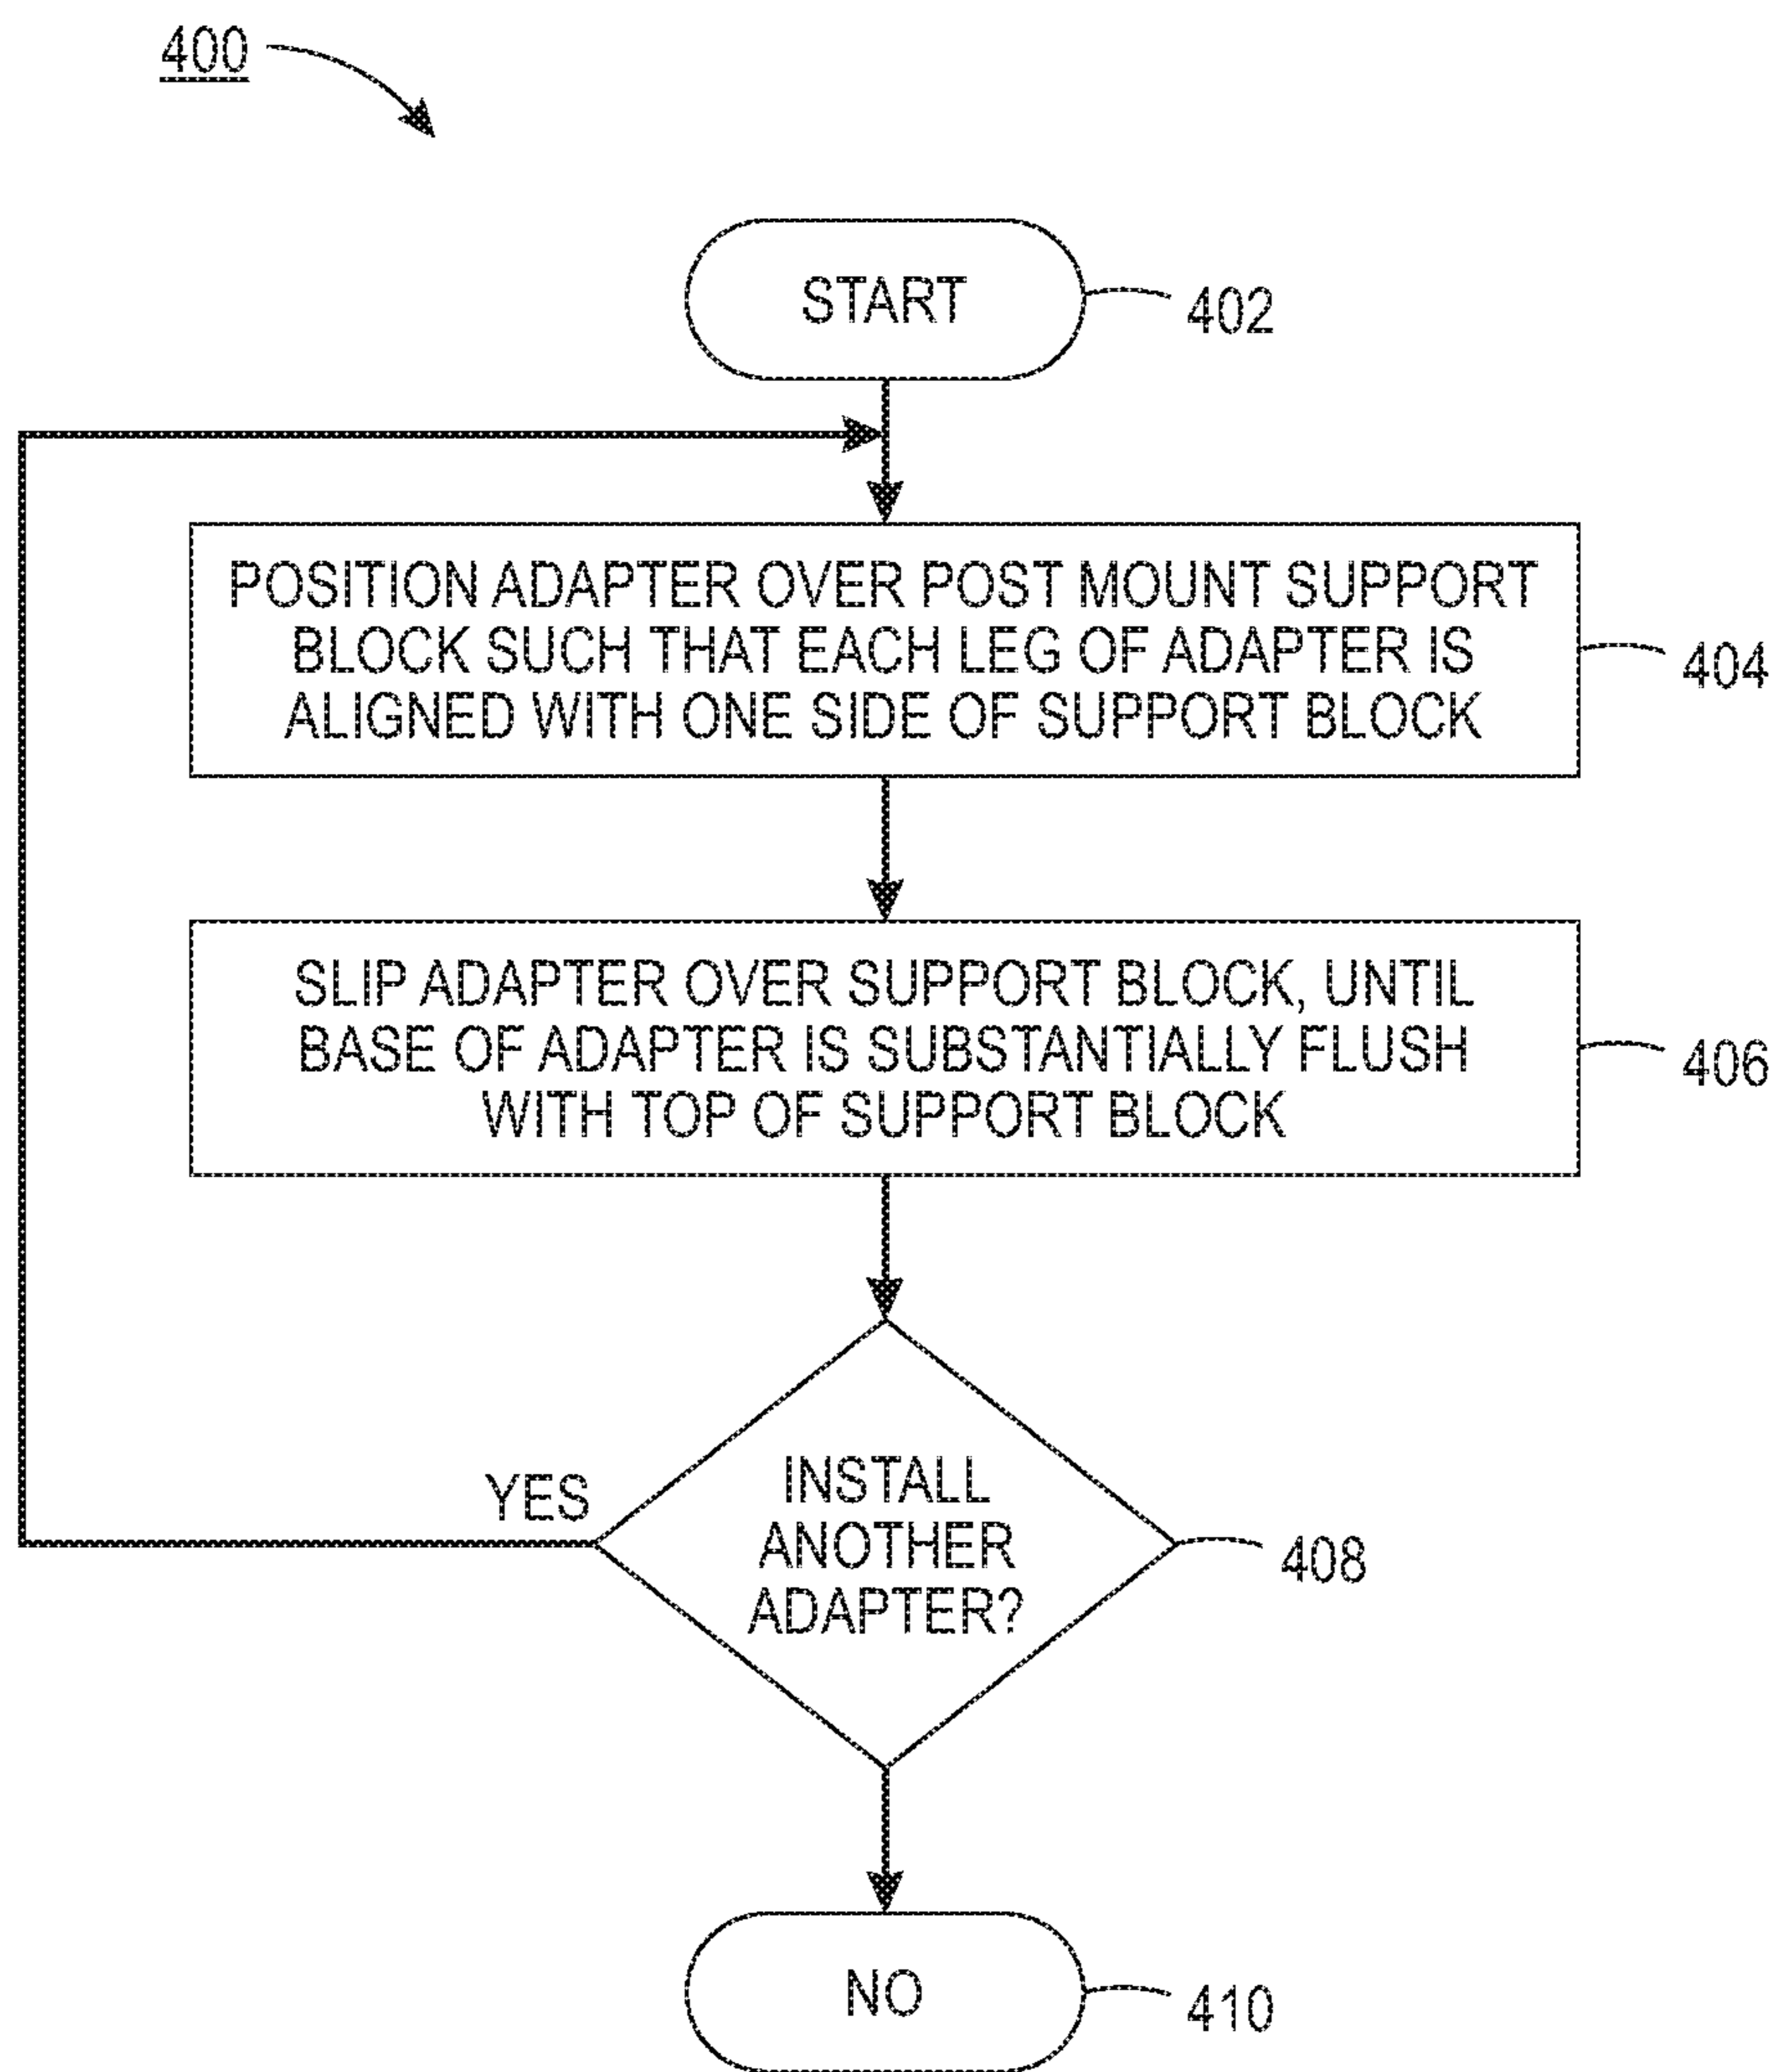 400
START
402
POSITION ADAPTER OVER POST MOUNT SUPPORT
BLOCK SUCH THAT EACH LEG OF ADAPTER IS
ALIGNED WITH ONE SIDE OF SUPPORT BLOCK
404
SLIP ADAPTER OVER SUPPORT BLOCK, UNTIL
BASE OF ADAPTER IS SUBSTANTIALLY FLUSH
WITH TOP OF SUPPORT BLOCK
406
YES
INSTALL
ANOTHER
ADAPTER?
408
NO
410